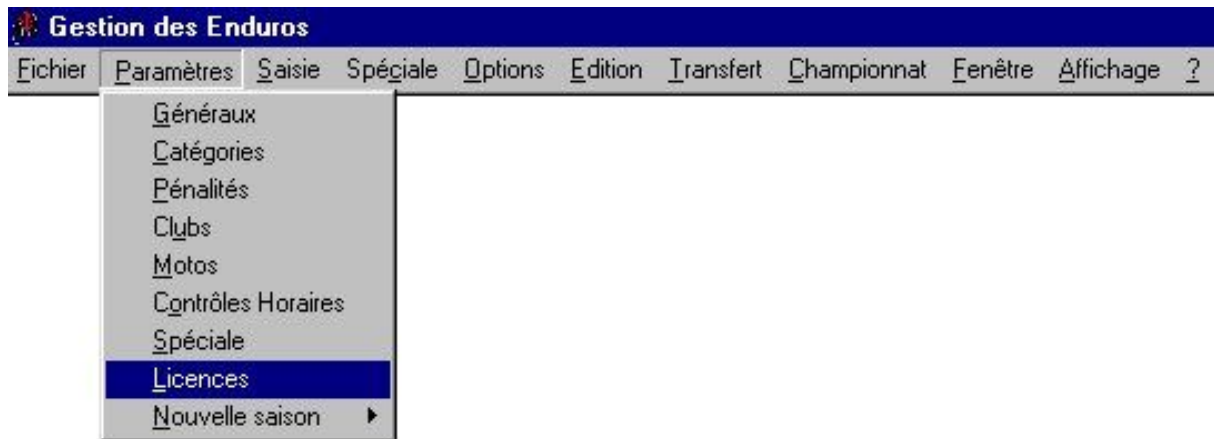 Gestion des Enduros
Fichier Paramètres Saisie Spéciale Options Edition Transfert Championnat Fenêtre Affichage ?
Généraux
Catégories
Pénalités
Clubs
Motos
Contrôles Horaires
Spéciale
Licences
Nouvelle saison